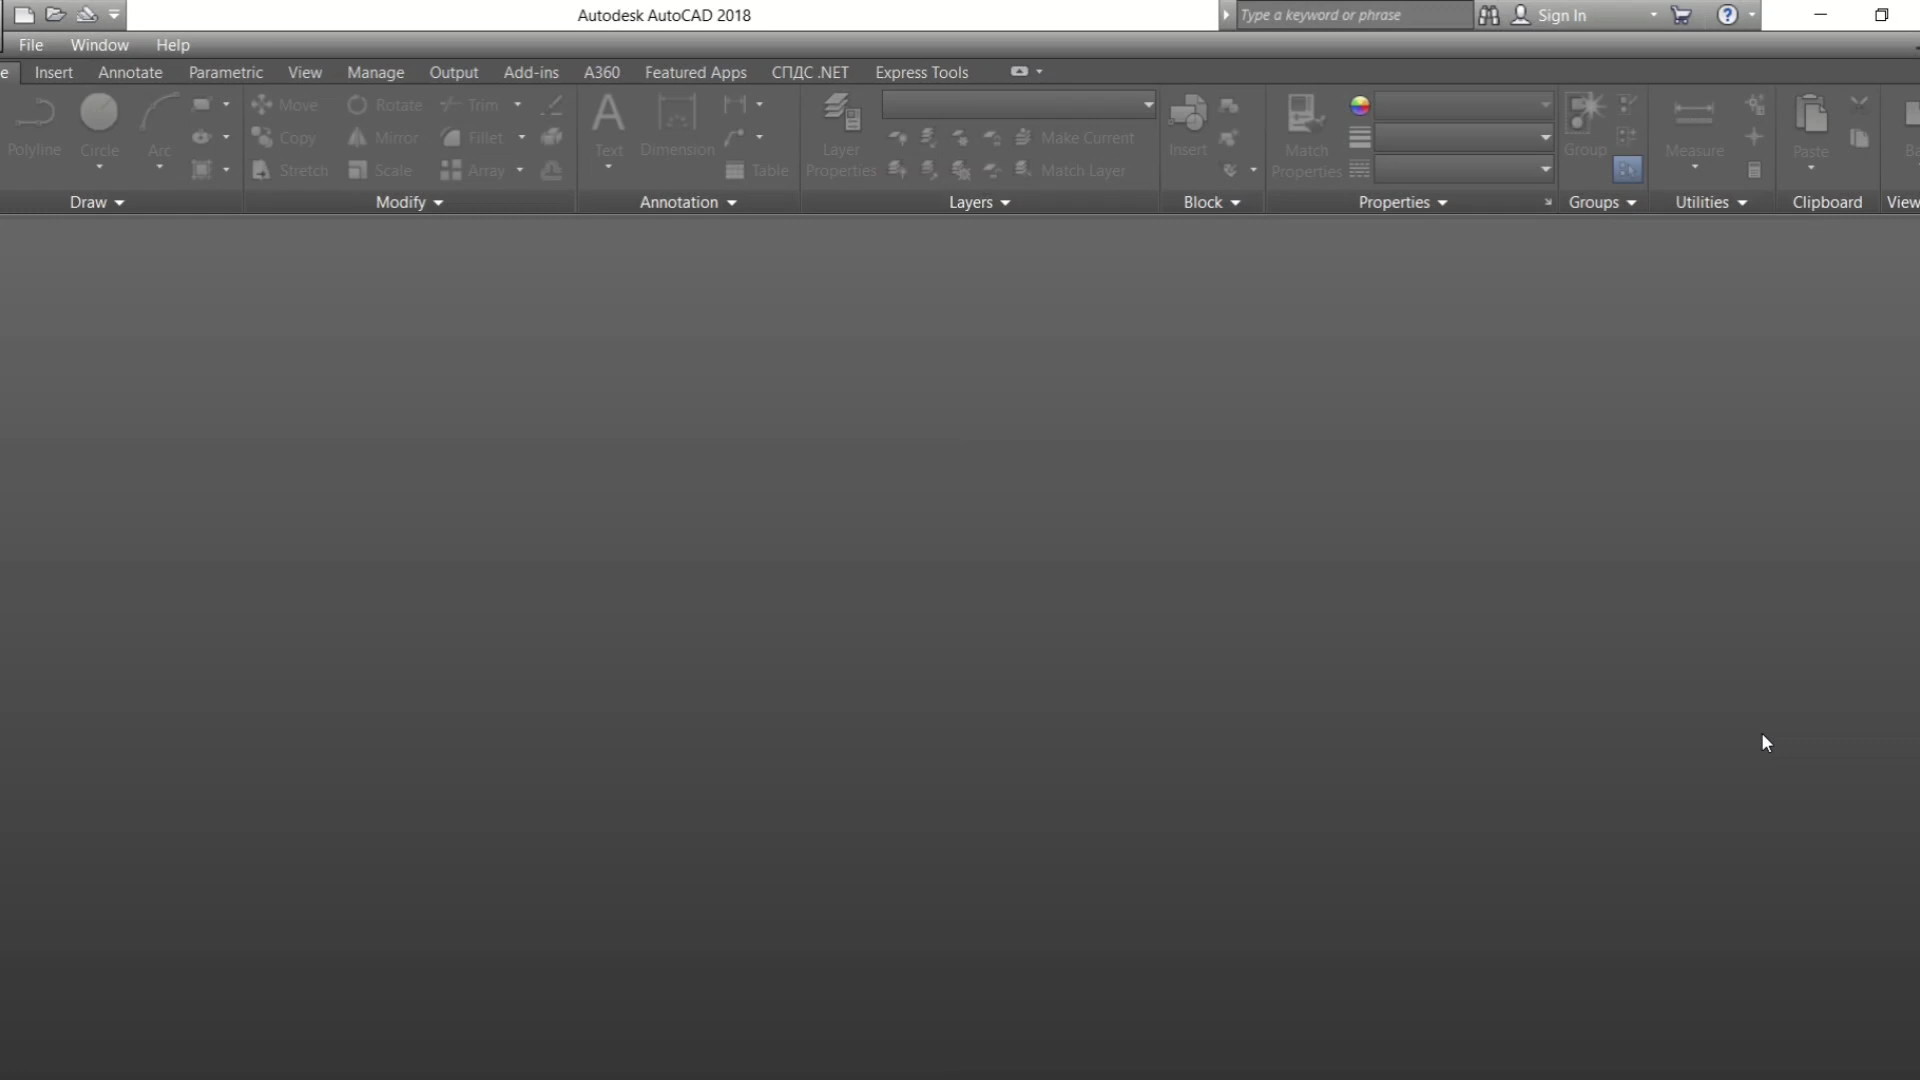 Autodesk AutoCAD 2018 Type a keyword or phrase Sign In
File Window Help
e Insert Annotate Parametric View Manage Output Add-ins A360 Featured Apps СПДС .NET Express Tools
Move Rotate Trim
Copy Mirror Fillet Make Current
Polyline Circle Arc Text Dimension Layer Insert Match Group Measure Paste Ba
Stretch Scale Array Table Properties Match Layer Properties
Draw Modify Annotation Layers Block Properties Groups Utilities Clipboard View